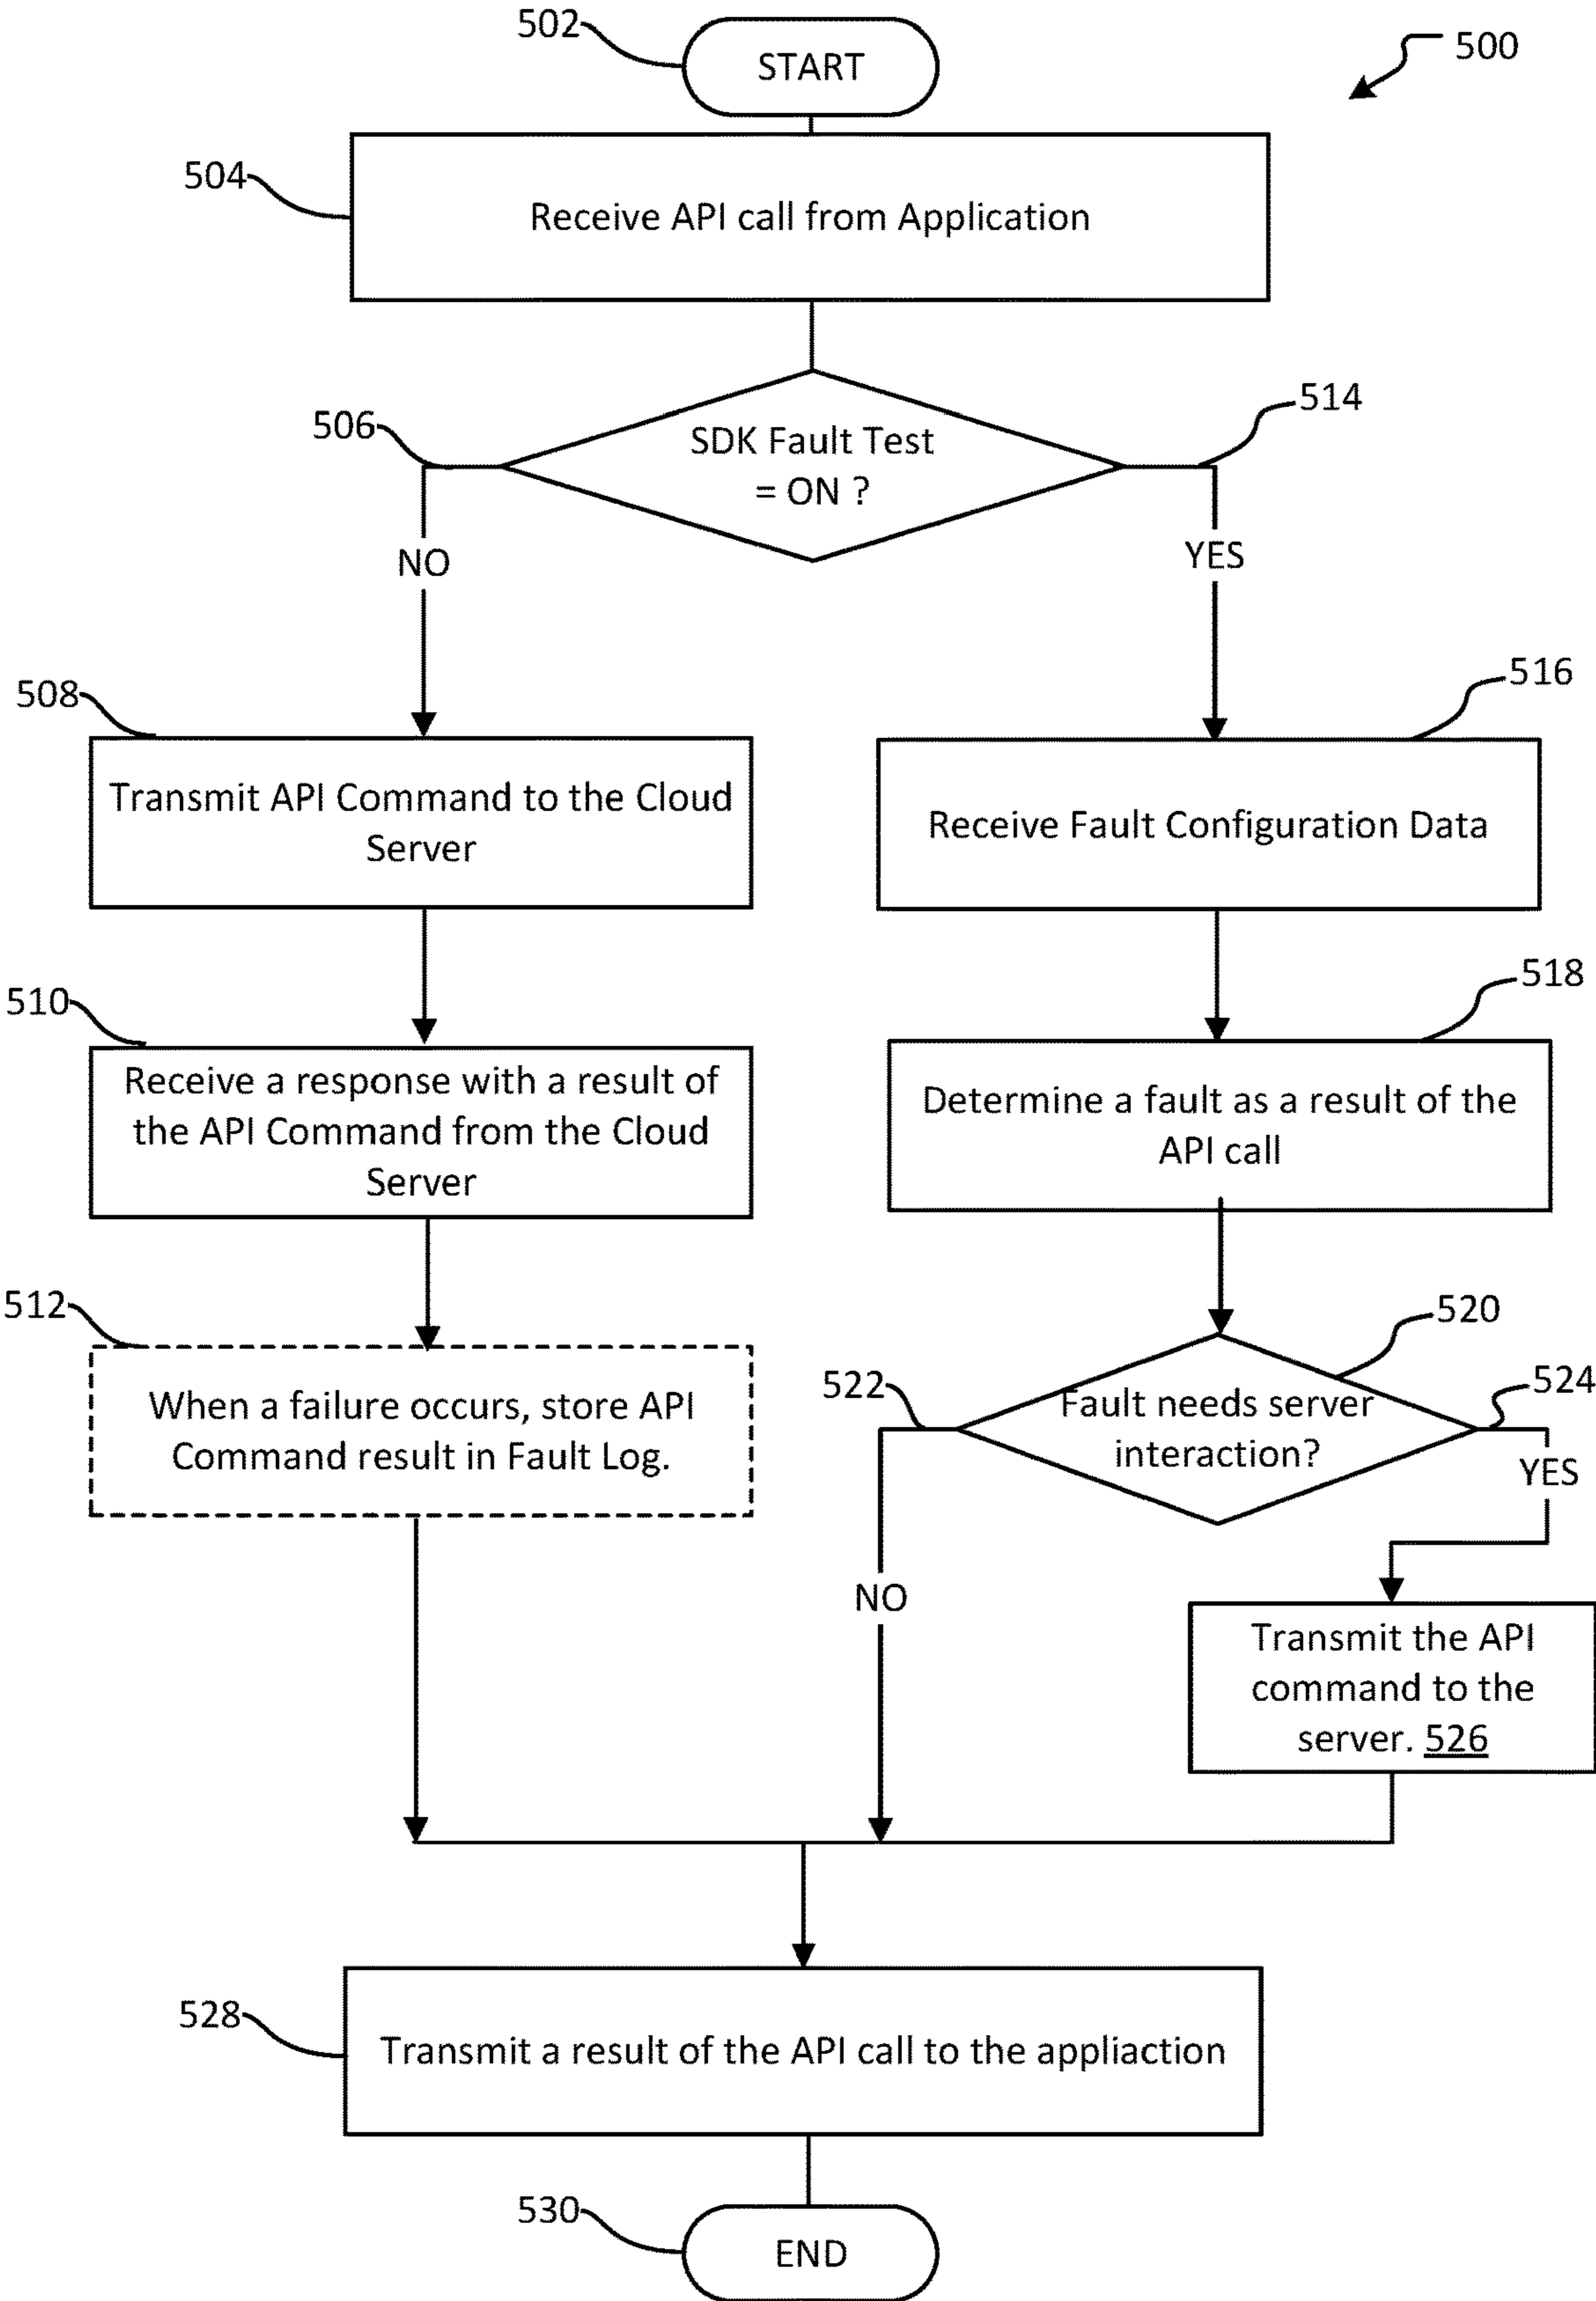 502
START
500
504
Receive API call from Application
506
SDK Fault Test
= ON ?
514
NO
YES
508
Transmit API Command to the Cloud
Server
516
Receive Fault Configuration Data
510
Receive a response with a result of
the API Command from the Cloud
Server
518
Determine a fault as a result of the
API call
512
When a failure occurs, store API
Command result in Fault Log.
520
522
Fault needs server
interaction?
524
YES
NO
Transmit the API
command to the
server. 526
528
Transmit a result of the API call to the appliaction
530
END